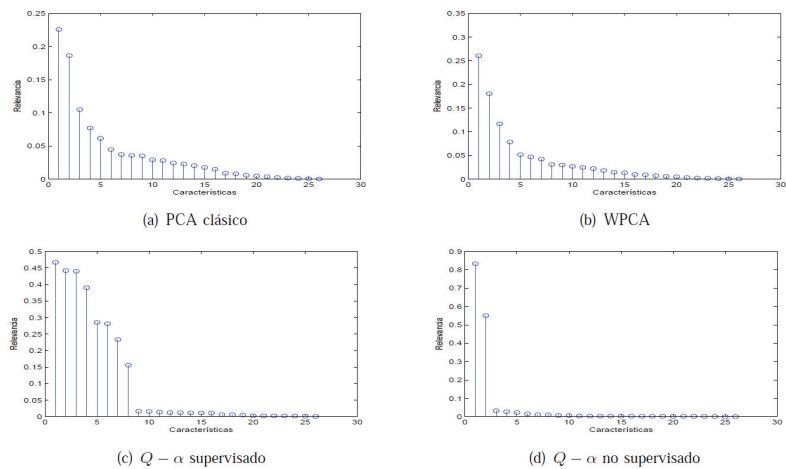 0.25
0.2
0.15
0.1
0.05
0
Relevancia
0 5 10 15 20 25 30
Características
(a) PCA clásico
0.35
0.3
0.25
0.2
0.15
0.1
0.05
0
Relevancia
0 5 10 15 20 25 30
Características
(b) WPCA
0.5
0.45
0.4
0.35
0.3
0.25
0.2
0.15
0.1
0.05
0
Relevancia
0 5 10 15 20 25 30
Características
(c) Q − α supervisado
0.9
0.8
0.7
0.6
0.5
0.4
0.3
0.2
0.1
0
Relevancia
0 5 10 15 20 25 30
Características
(d) Q − α no supervisado